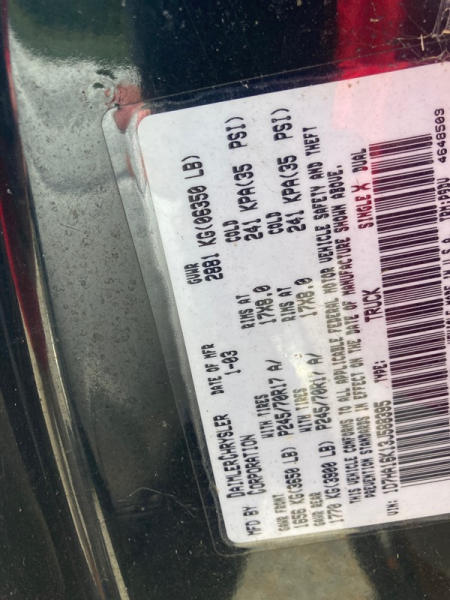 MFD BY DAIMLERCHRYSLER CORPORATION DATE OF MFR 1-03 GVWR 2881 KG(06350 LB)
GAWR FRONT WITH TIRES RIMS AT COLD
1656 KG(3650 LB) P245/70R17 A/ 17X8.0 241 KPA(35 PSI)
GAWR REAR WITH TIRES RIMS AT COLD
1770 KG(3900 LB) P245/70R17 A/ 17X8.0 241 KPA(35 PSI)
THIS VEHICLE CONFORMS TO ALL APPLICABLE FEDERAL MOTOR VEHICLE SAFETY AND THEFT
PREVENTION STANDARDS IN EFFECT ON THE DATE OF MANUFACTURE SHOWN ABOVE.
VIN: TYPE: TRUCK SINGLE X DUAL
MADE IN U.S.A.
4648503